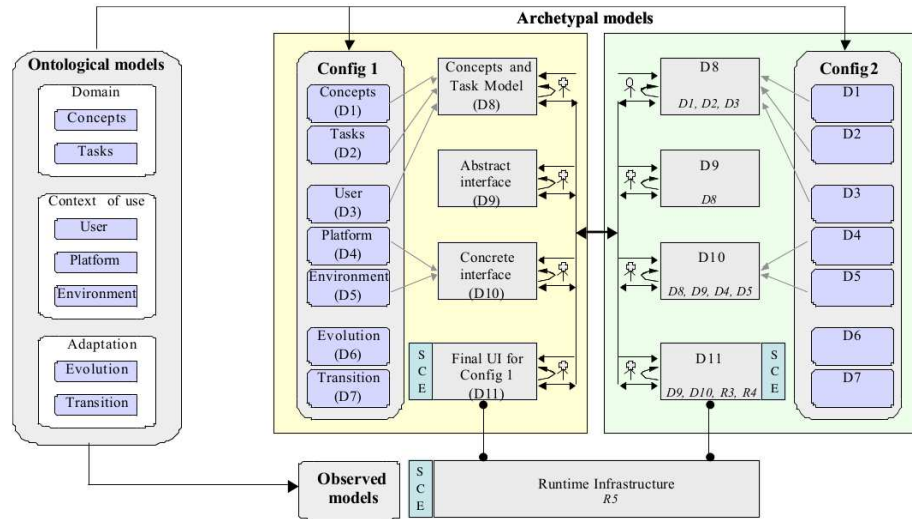 Archetypal models
Ontological models
Domain
Concepts
Tasks
Context of use
User
Platform
Environment
Adaptation
Evolution
Transition
Config 1
Concepts
(D1)
Tasks
(D2)
User
(D3)
Platform
(D4)
Environment
(D5)
Evolution
(D6)
Transition
(D7)
Concepts and
Task Model
(D8)
Abstract
interface
(D9)
Concrete
interface
(D10)
S
C
E
Final UI for
Config 1
(D11)
D8
D1, D2, D3
D9
D8
D10
D8, D9, D4, D5
D11
D9, D10, R3, R4
S
C
E
Config2
D1
D2
D3
D4
D5
D6
D7
Observed
models
S
C
E
Runtime Infrastructure
R5